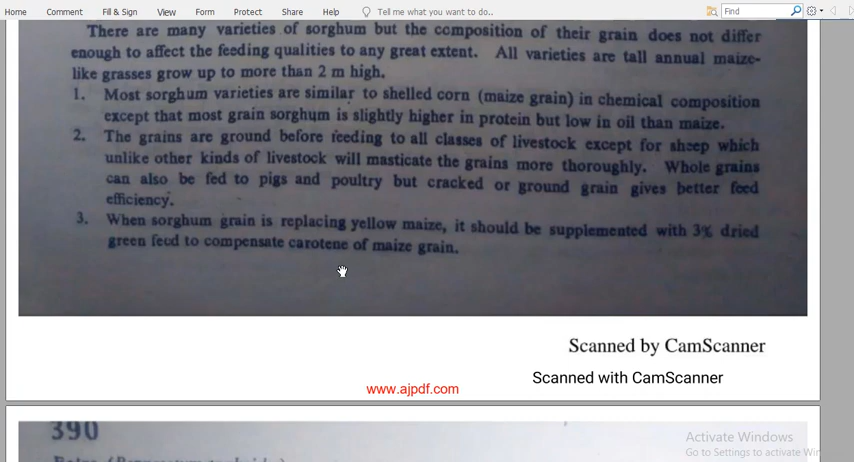 Home Comment Fill & Sign View Form Protect Share Help Tell me what you want to do.. Find
There are many varieties of sorghum but the composition of their grain does not differ
enough to affect the feeding qualities to any great extent. All varieties are tall annual maize-
like grasses grow up to more than 2 m high.
1. Most sorghum varieties are similar to shelled corn (maize grain) in chemical composition
except that most grain sorghum is slightly higher in protein but low in oil than maize.
2. The grains are ground before feeding to all classes of livestock except for sheep which
unlike other kinds of livestock will masticate the grains more thoroughly. Whole grains
can also be fed to pigs and poultry but cracked or ground grain gives better feed
efficiency.
3. When sorghum grain is replacing yellow maize, it should be supplemented with 3% dried
green feed to compensate carotene of maize grain.
Scanned by CamScanner
Scanned with CamScanner
www.ajpdf.com
390
Activate Windows
Go to Settings to activate